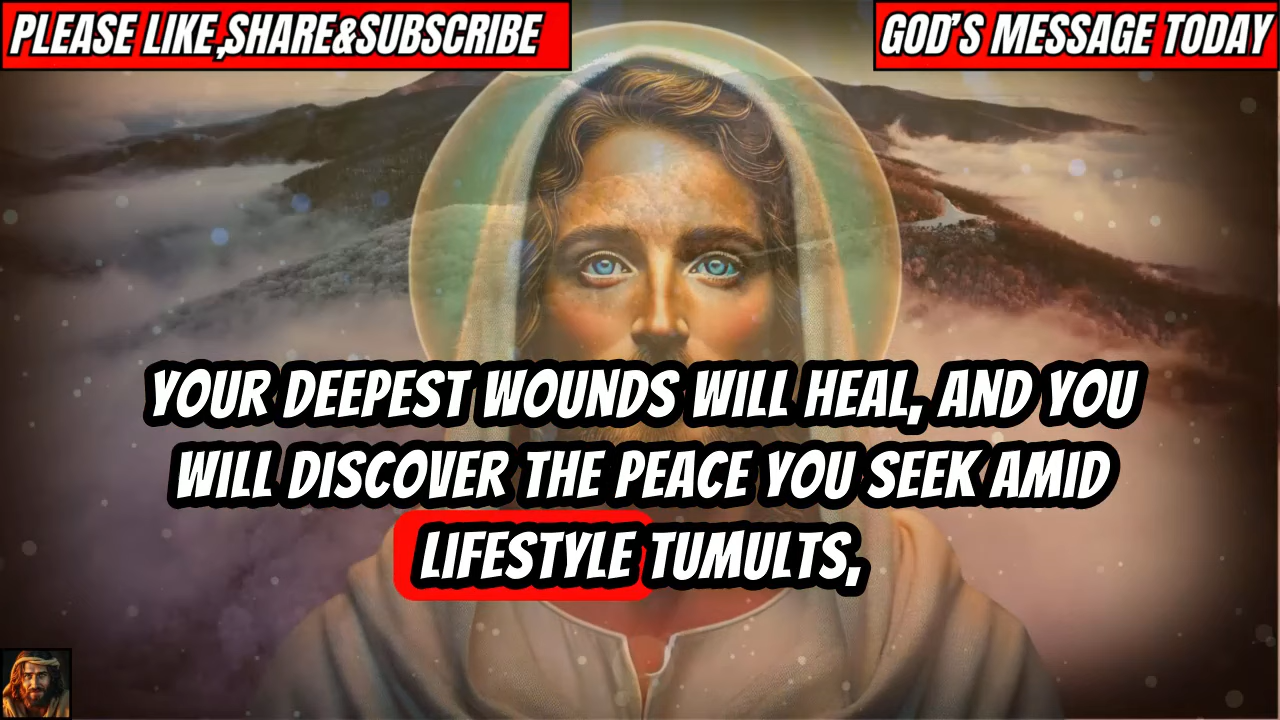 PLEASE LIKE,SHARE&SUBSCRIBE
GOD'S MESSAGE TODAY
YOUR DEEPEST WOUNDS WILL HEAL, AND YOU
WILL DISCOVER THE PEACE YOU SEEK AMID
LIFESTYLE TUMULTS,